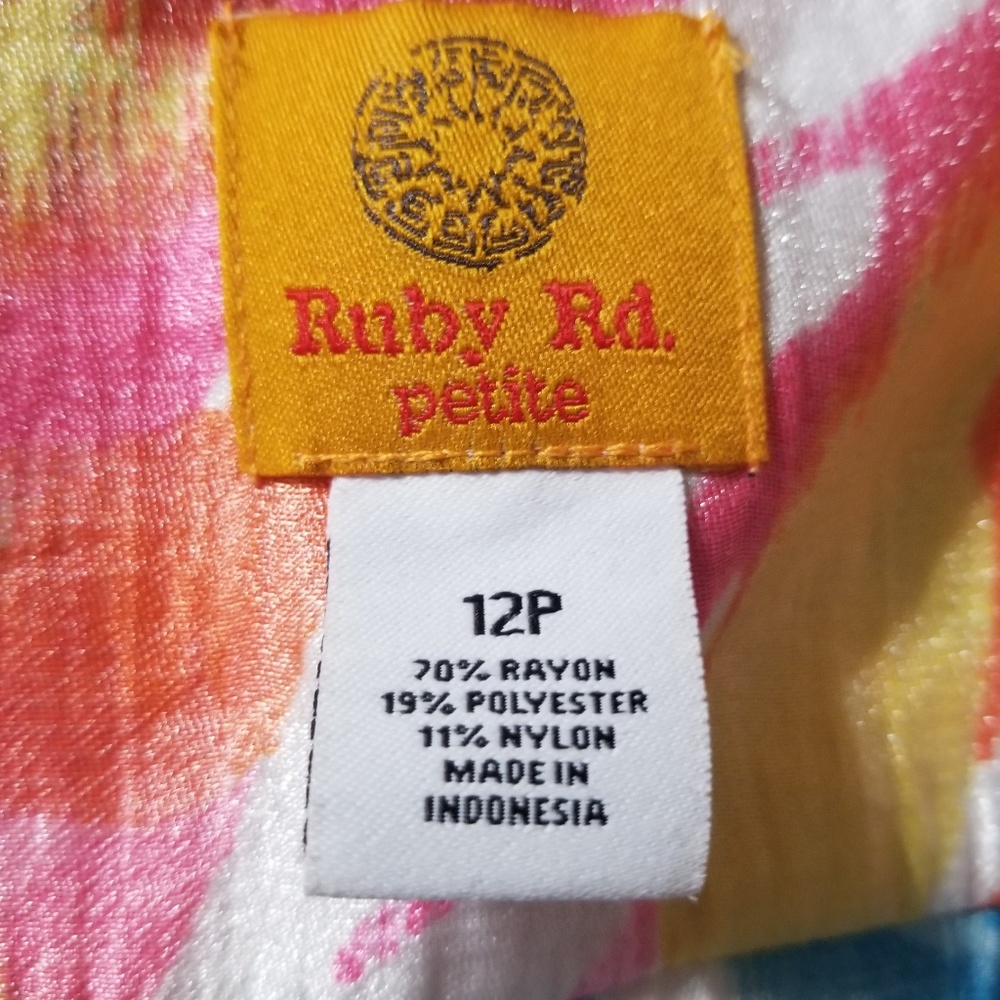 Ruby Rd.
petite
12P
70% RAYON
19% POLYESTER
11% NYLON
MADE IN
INDONESIA